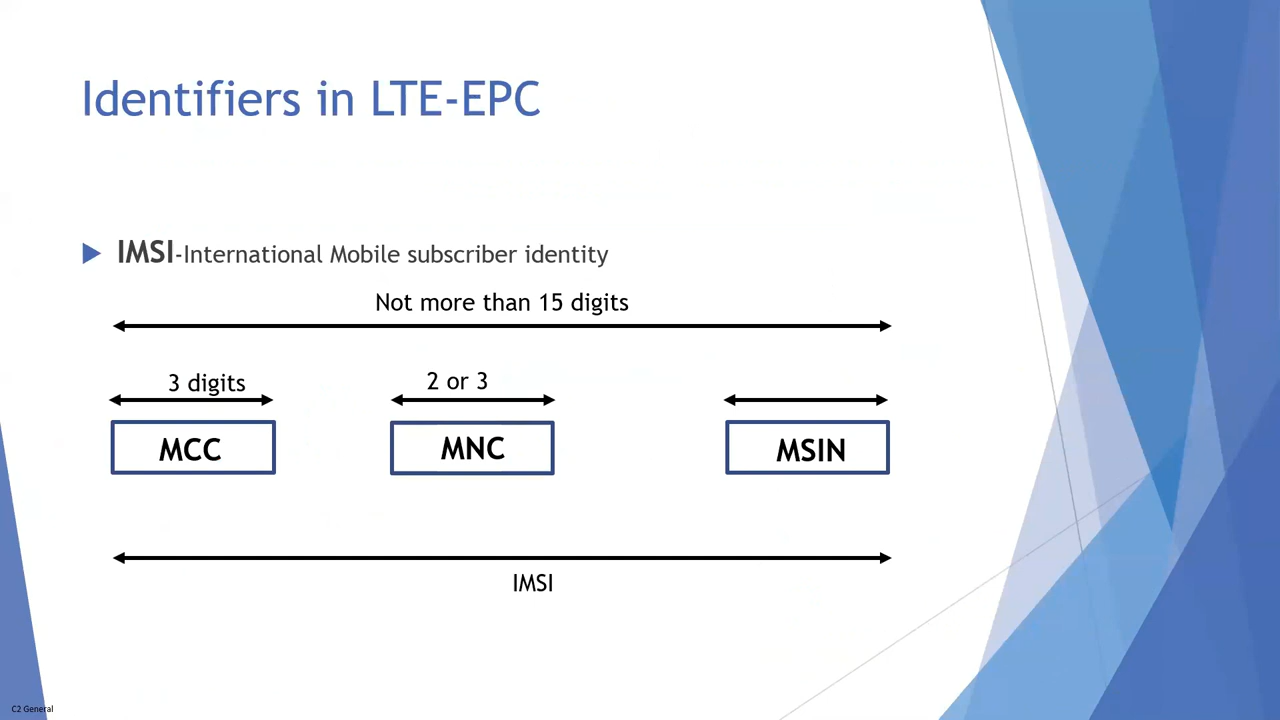 Identifiers in LTE-EPC
IMSI-International Mobile subscriber identity
Not more than 15 digits
3 digits
2 or 3
MCC
MNC
MSIN
IMSI
C2 General